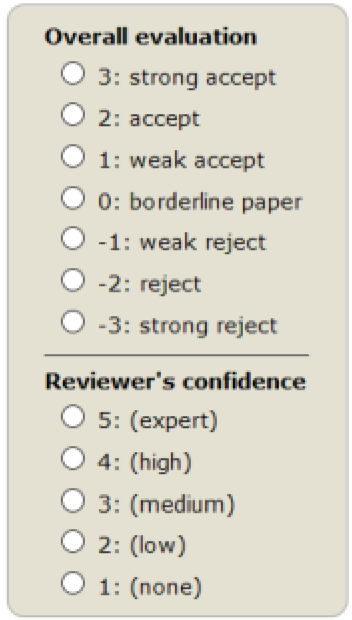 Overall evaluation
3: strong accept
2: accept
1: weak accept
0: borderline paper
-1: weak reject
-2: reject
-3: strong reject
Reviewer's confidence
5: (expert)
4: (high)
3: (medium)
2: (low)
1: (none)